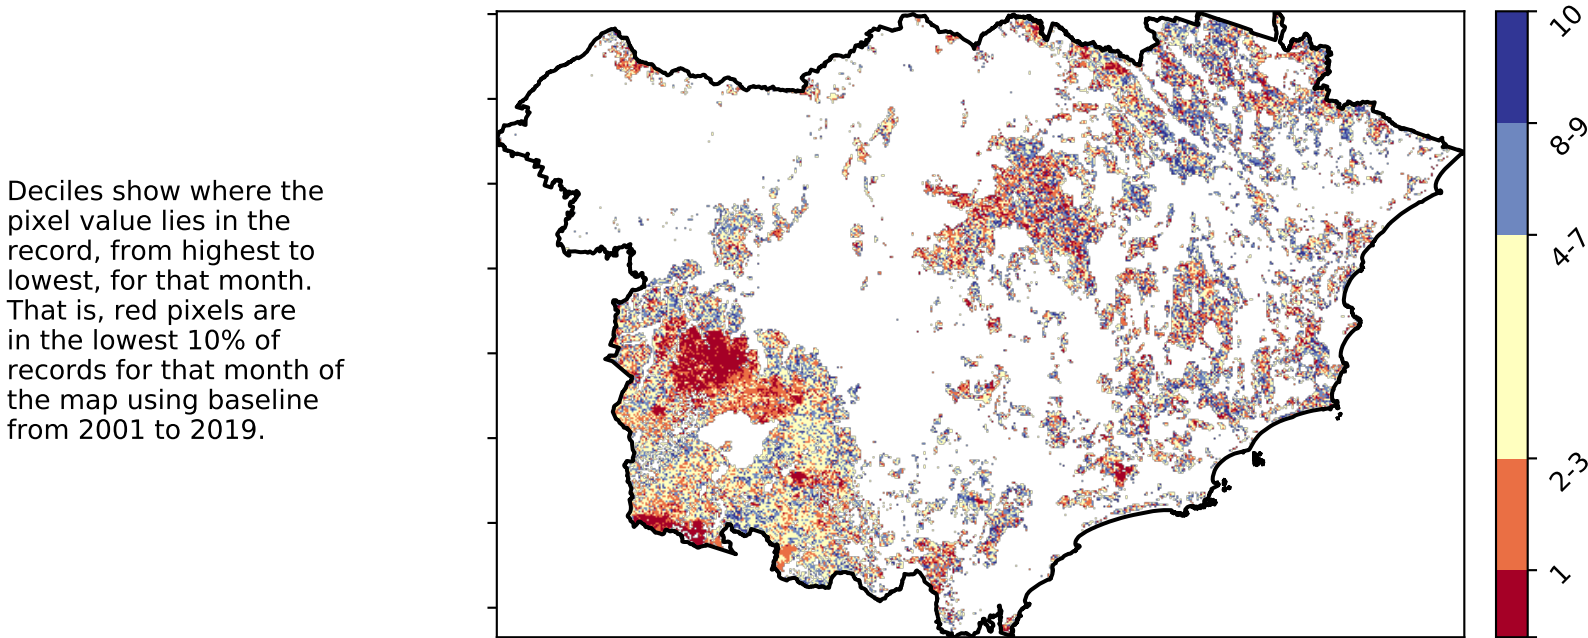 Deciles show where the
pixel value lies in the
record, from highest to
lowest, for that month.
That is, red pixels are
in the lowest 10% of
records for that month of
the map using baseline
from 2001 to 2019.
10
8-9
4-7
2-3
1